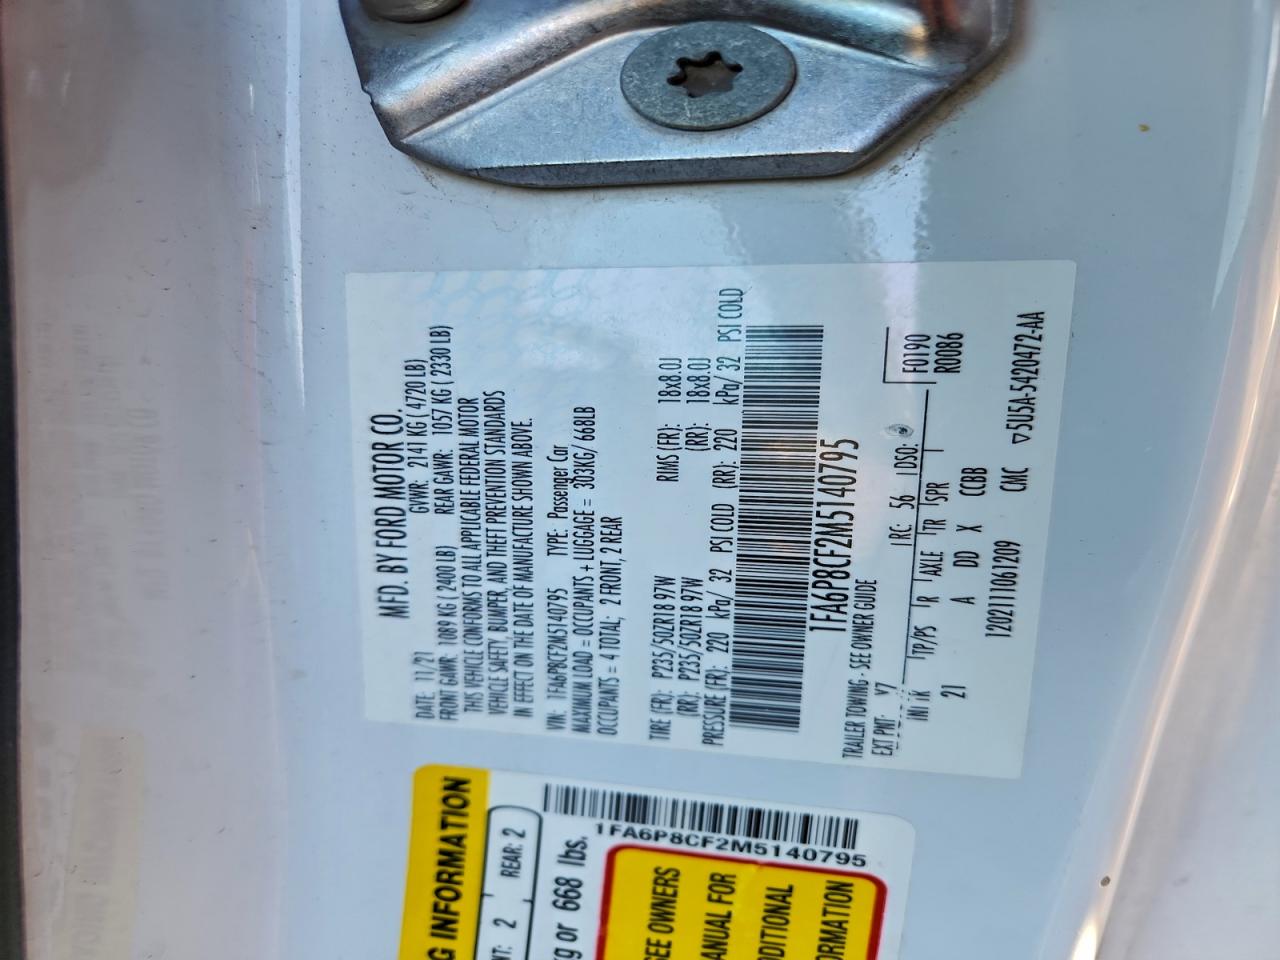 MFD. BY FORD MOTOR CO.
DATE: 11/21 GVWR: 2141 KG ( 4720 LB)
FRONT GAWR: 1089 KG ( 2400 LB) REAR GAWR: 1057 KG ( 2330 LB)
THIS VEHICLE CONFORMS TO ALL APPLICABLE FEDERAL MOTOR
VEHICLE SAFETY, BUMPER, AND THEFT PREVENTION STANDARDS
IN EFFECT ON THE DATE OF MANUFACTURE SHOWN ABOVE.
VIN: 1FA6P8CF2M5140795 TYPE: Passenger Car
MAXIMUM LOAD = OCCUPANTS + LUGGAGE = 303KG/ 668LB
OCCUPANTS = 4 TOTAL; 2 FRONT, 2 REAR
TIRE (FR): P235/50ZR18 97W RIMS (FR): 18x8.0J
(RR): P235/50ZR18 97W (RR): 18x8.0J
PRESSURE (FR): 220 kPa/ 32 PSI COLD (RR): 220 kPa/ 32 PSI COLD
1FA6P8CF2M5140795
TRAILER TOWING - SEE OWNER GUIDE
EXT PNT: RC: 56 DSO: F0190
R0086
INT TR TP/PS R AXLE TR SPR
21 A DD X CCBB
1202111061209 CMC ▽5U5A-5420472-AA
G INFORMATION
NT: 2 REAR: 2
kg or 668 lbs.
1FA6P8CF2M5140795
SEE OWNERS
MANUAL FOR
ADDITIONAL
INFORMATION